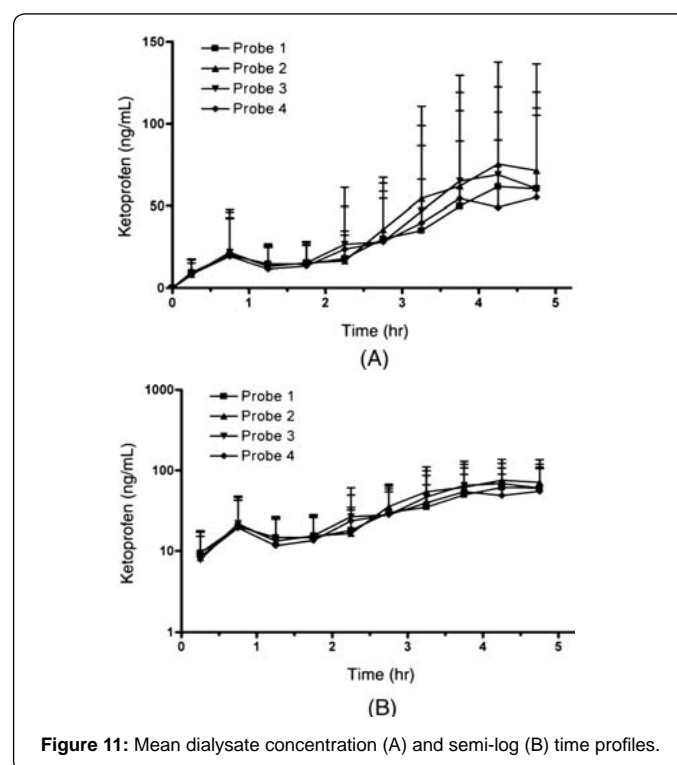 150
100
50
0
Ketoprofen (ng/mL)
Probe 1
Probe 2
Probe 3
Probe 4
0 1 2 3 4 5
Time (hr)
(A)
1000
100
10
1
Ketoprofen (ng/mL)
Probe 1
Probe 2
Probe 3
Probe 4
0 1 2 3 4 5
Time (hr)
(B)
Figure 11: Mean dialysate concentration (A) and semi-log (B) time profiles.